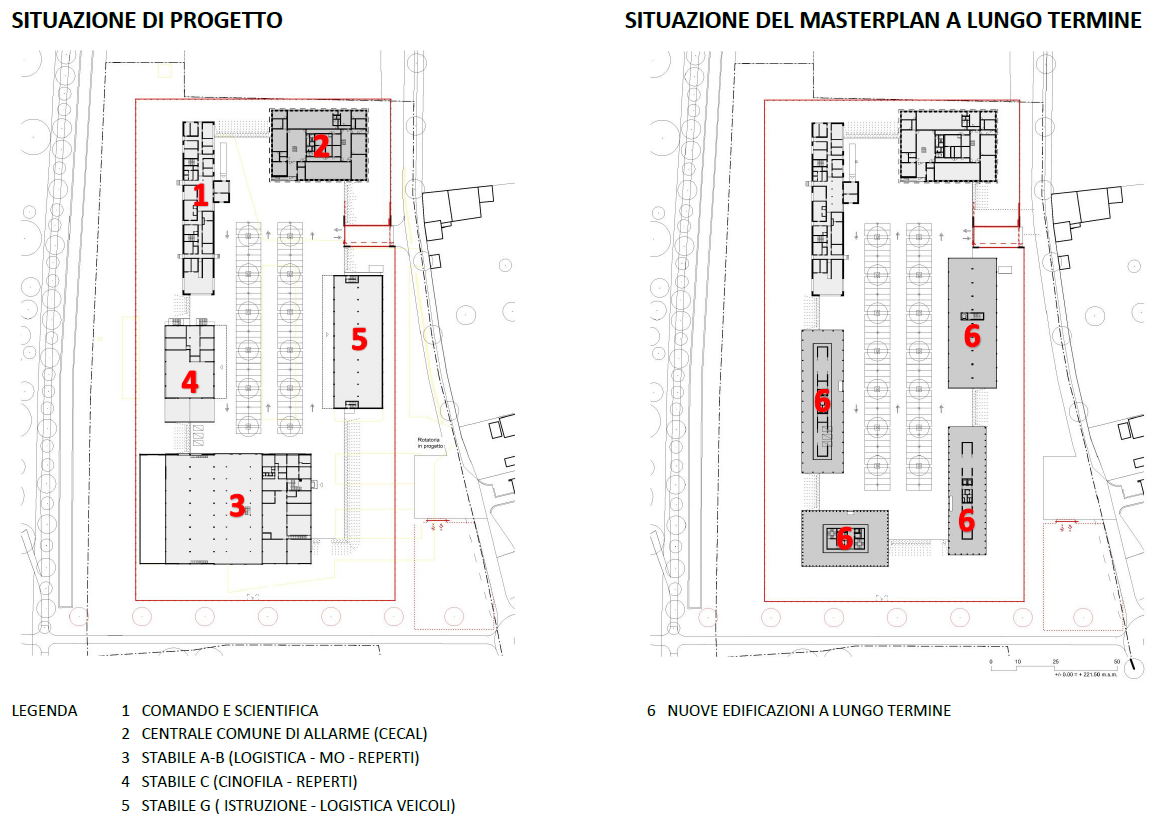 SITUAZIONE DI PROGETTO
SITUAZIONE DEL MASTERPLAN A LUNGO TERMINE
1
2
3
4
5
Rotatoria
in progetto
6
6
6
6
0 10 25 50
+/- 0.00 = + 221.50 m.s.m.
LEGENDA
1 COMANDO E SCIENTIFICA
2 CENTRALE COMUNE DI ALLARME (CECAL)
3 STABILE A-B (LOGISTICA - MO - REPERTI)
4 STABILE C (CINOFILA - REPERTI)
5 STABILE G ( ISTRUZIONE - LOGISTICA VEICOLI)
6 NUOVE EDIFICAZIONI A LUNGO TERMINE